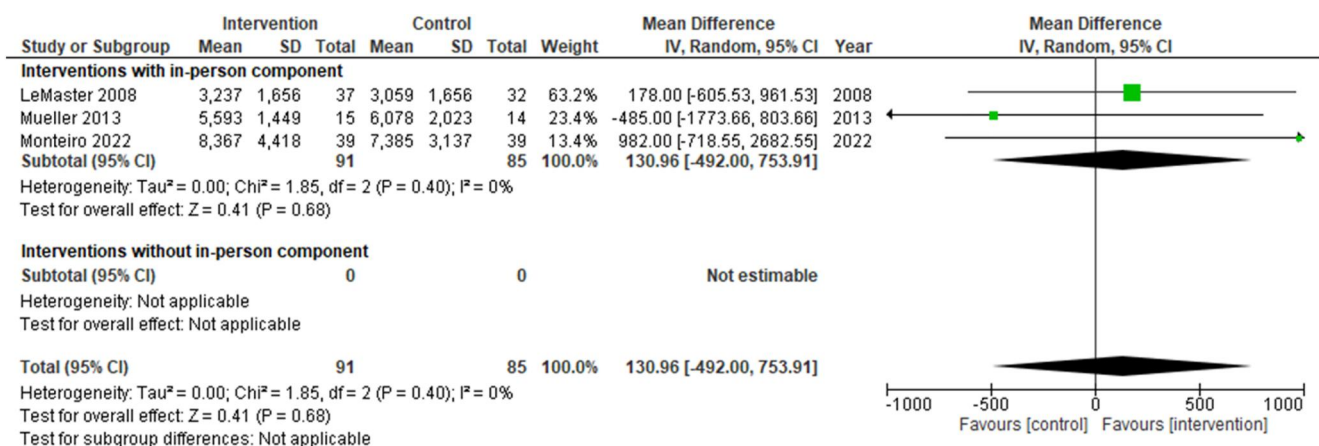 Intervention Control Mean Difference Mean Difference
Study or Subgroup Mean SD Total Mean SD Total Weight IV, Random, 95% CI Year IV, Random, 95% CI
Interventions with in-person component
LeMaster 2008 3,237 1,656 37 3,059 1,656 32 63.2% 178.00 [-605.53, 961.53] 2008
Mueller 2013 5,593 1,449 15 6,078 2,023 14 23.4% -485.00 [-1773.66, 803.66] 2013
Monteiro 2022 8,367 4,418 39 7,385 3,137 39 13.4% 982.00 [-718.55, 2682.55] 2022
Subtotal (95% CI) 91 85 100.0% 130.96 [-492.00, 753.91]
Heterogeneity: Tau² = 0.00; Chi² = 1.85, df = 2 (P = 0.40); I² = 0%
Test for overall effect: Z = 0.41 (P = 0.68)
Interventions without in-person component
Subtotal (95% CI) 0 0 Not estimable
Heterogeneity: Not applicable
Test for overall effect: Not applicable
Total (95% CI) 91 85 100.0% 130.96 [-492.00, 753.91]
Heterogeneity: Tau² = 0.00; Chi² = 1.85, df = 2 (P = 0.40); I² = 0%
Test for overall effect: Z = 0.41 (P = 0.68)
Test for subgroup differences: Not applicable
-1000 -500 0 500 1000
Favours [control] Favours [intervention]